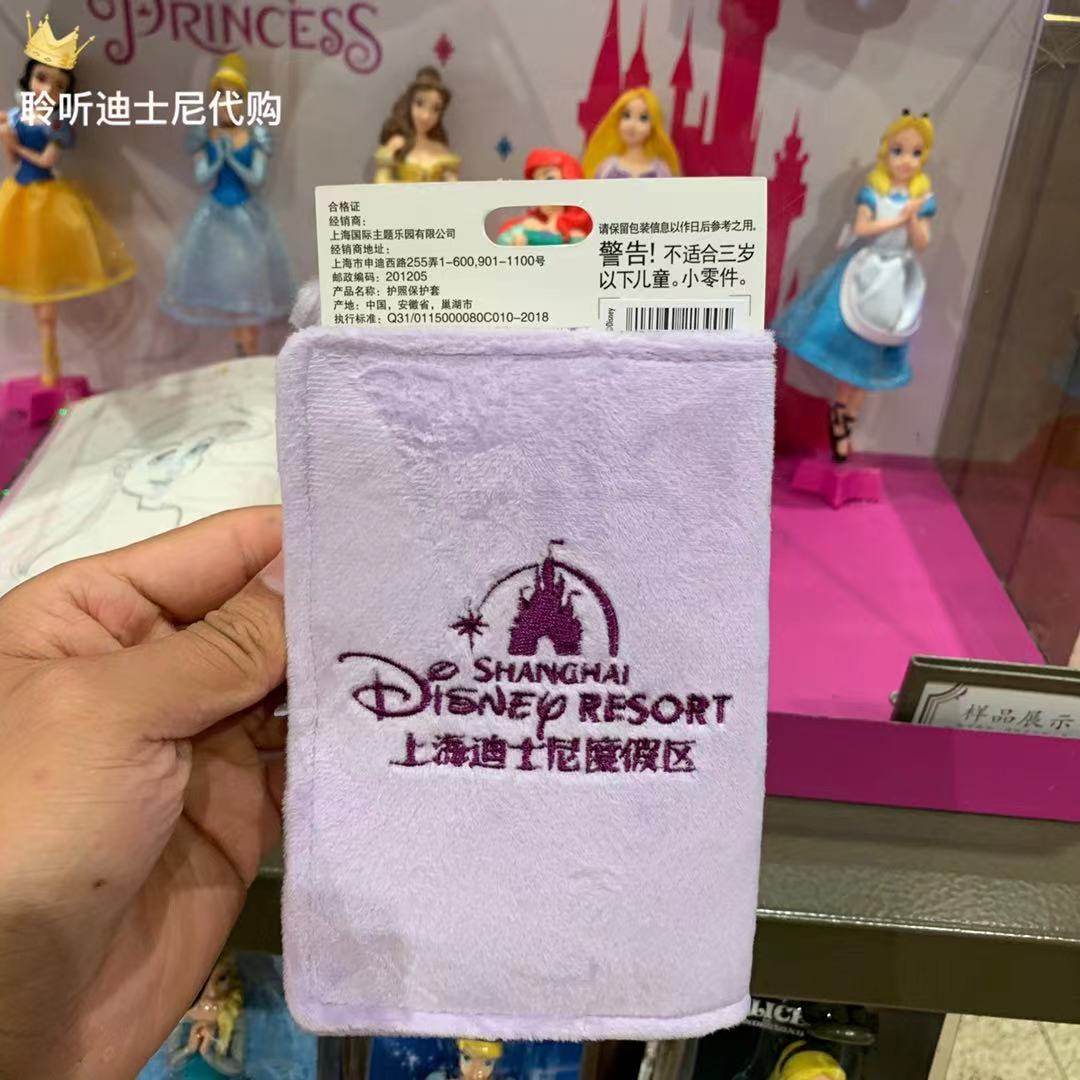 PRINCESS
聆听迪士尼代购
合格证
经销商:
上海国际主题乐园有限公司
经销商地址:
上海市申迪西路255弄1-600,901-1100号
邮政编码: 201205
产品名称: 护照保护套
产地: 中国, 安徽省, 巢湖市
执行标准: Q31/0115000080C010-2018
请保留包装信息以作日后参考之用。
警告! 不适合三岁
以下儿童。小零件。
©Disney
SHANGHAI
DISNEY RESORT
上海迪士尼度假区
样品展示